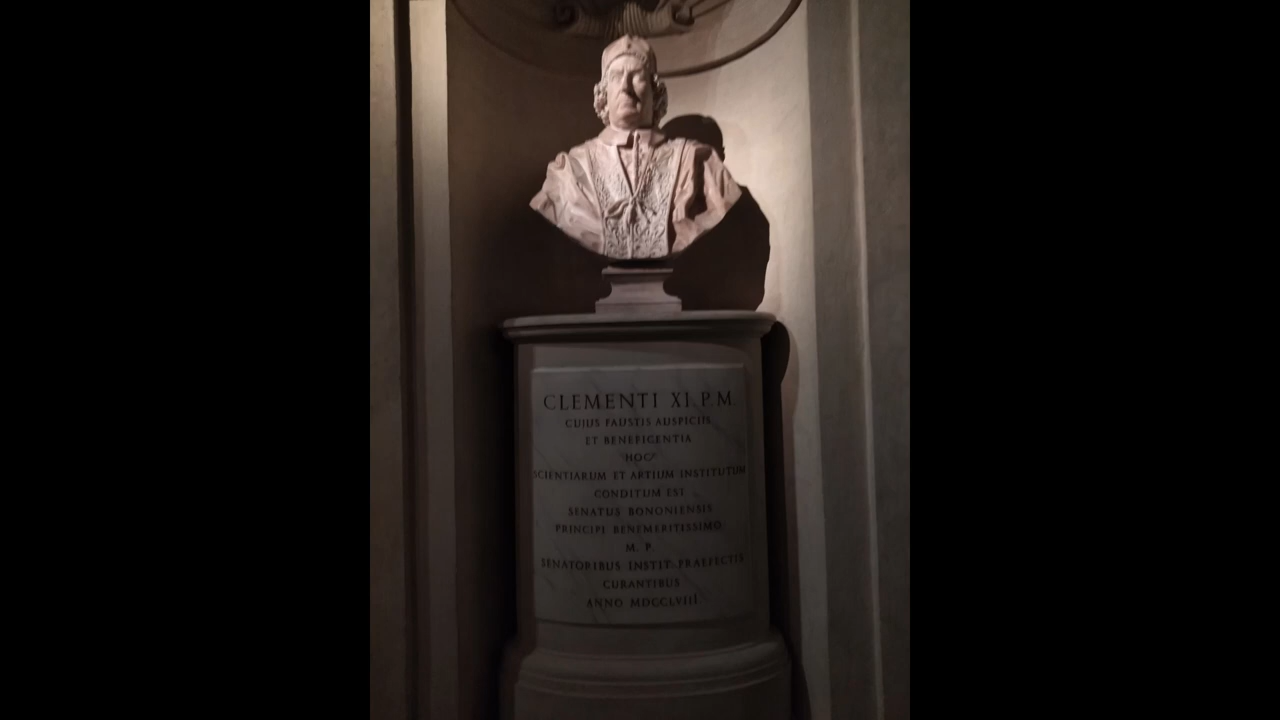 CLEMENTI XI P.M.
CUIUS FAUSTIS AUSPICIIS
ET BENEFICENTIA
HOC
SCIENTIARUM ET ARTIUM INSTITUTUM
CONDITUM EST
SENATUS BONONIENSIS
PRINCIPI BENEMERITISSIMO
M. P.
SENATORIBUS INSTIT. PRAEFECTIS
CURANTIBUS
ANNO MDCCLVIII